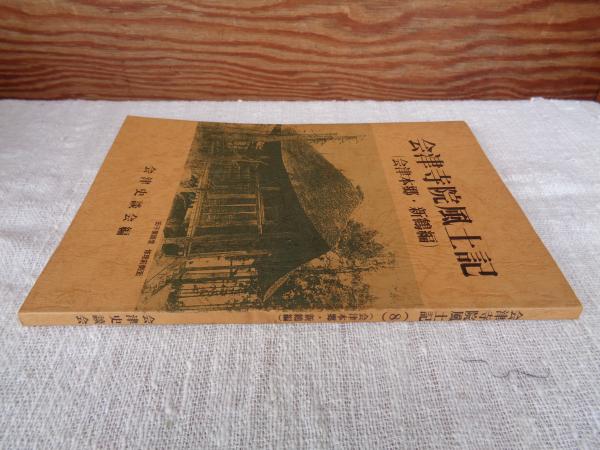 会津寺院風土記
(会津本郷・新鶴編)
会津史談会編
会津寺院風土記(8)(会津本郷・新鶴編) 会津史談会